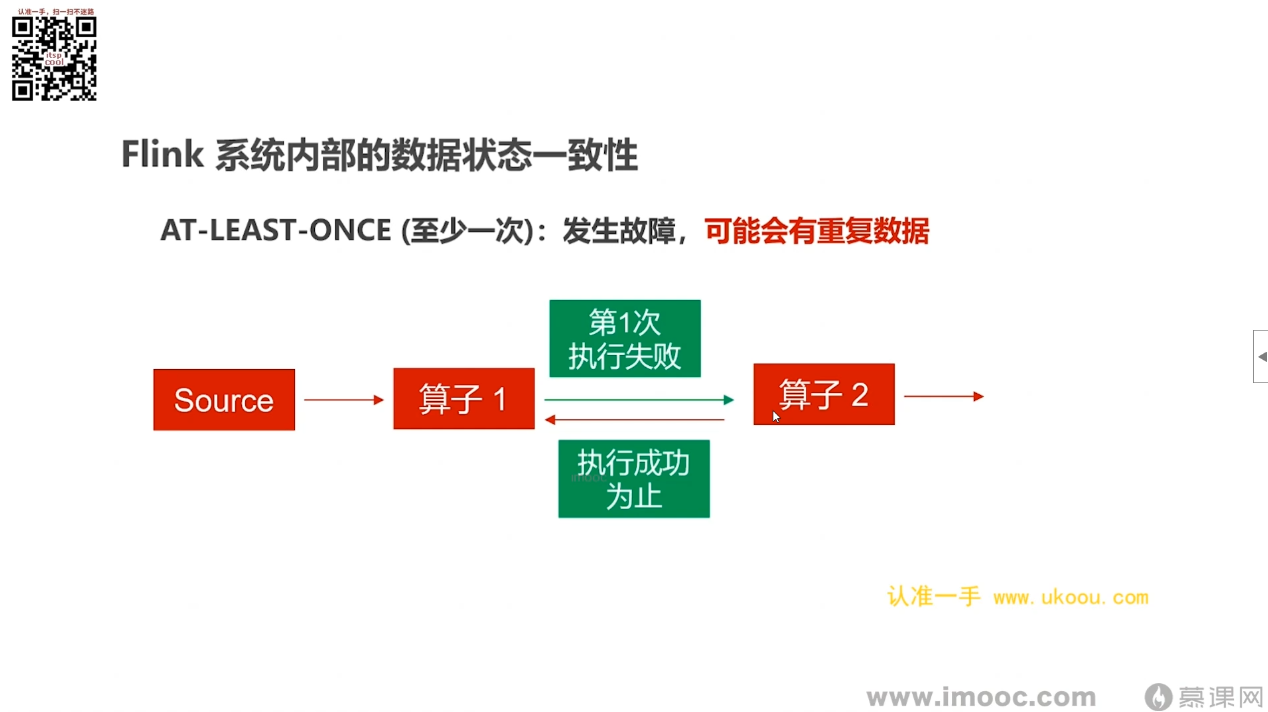 认准一手，扫一扫不迷路
itsp
cool
Flink 系统内部的数据状态一致性
AT-LEAST-ONCE (至少一次)：发生故障，可能会有重复数据
第1次
执行失败
Source
算子 1
算子 2
执行成功
为止
imooc
认准一手 www.ukoou.com
www.imooc.com
慕课网